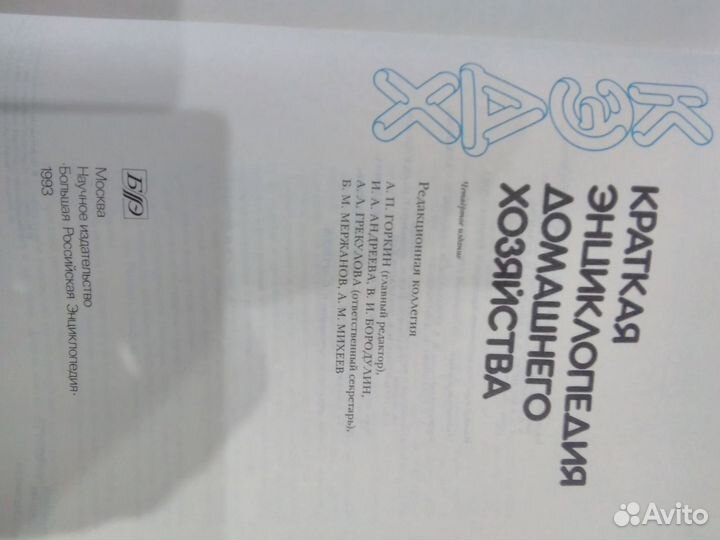 КЭДХ
КРАТКАЯ
ЭНЦИКЛОПЕДИЯ
ДОМАШНЕГО
ХОЗЯЙСТВА
Четвёртое издание
Редакционная коллегия
А. П. ГОРКИН (главный редактор),
И. А. АНДРЕЕВА, В. И. БОРОДУЛИН,
А. А. ГРЕКУЛОВА (ответственный секретарь),
Б. М. МЕРЖАНОВ, А. М. МИХЕЕВ
БРЭ
Москва
Научное издательство
«Большая Российская Энциклопедия»
1993
Avito